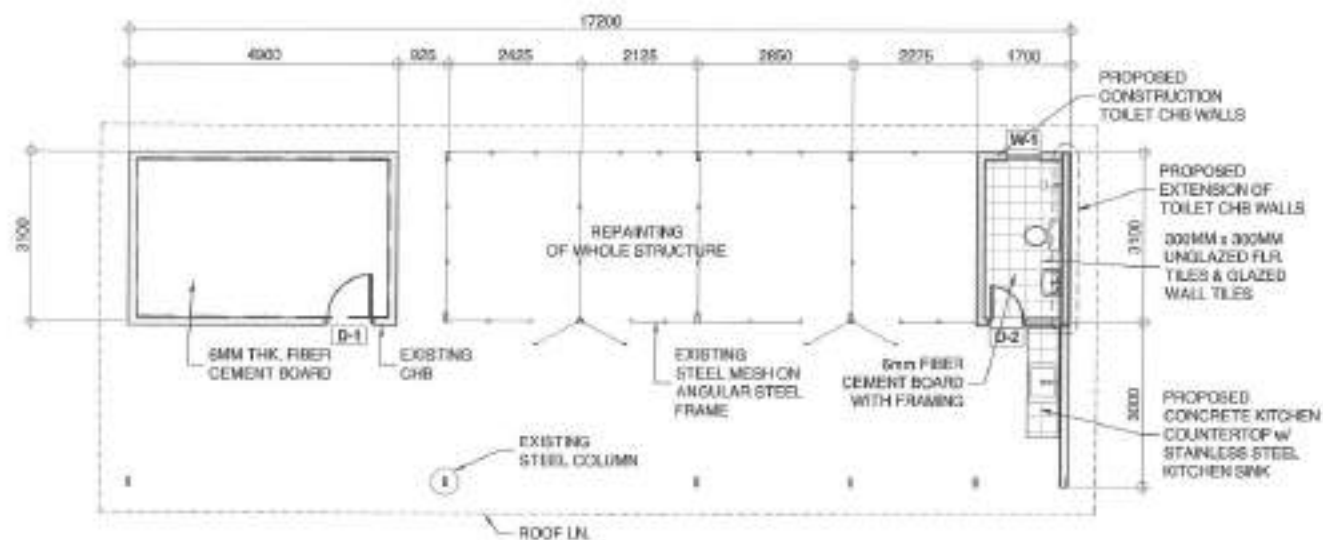 17200
4900
925
2425
2125
2850
2275
1700
PROPOSED
CONSTRUCTION
TOILET CHB WALLS
W-1
PROPOSED
EXTENSION OF
TOILET CHB WALLS
3100
3100
REPAINTING
OF WHOLE STRUCTURE
300MM x 300MM
UNGLAZED FLR.
TILES & GLAZED
WALL TILES
D-1
D-2
6MM THK. FIBER
CEMENT BOARD
EXISTING
CHB
EXISTING
STEEL MESH ON
ANGULAR STEEL
FRAME
6mm FIBER
CEMENT BOARD
WITH FRAMING
3000
PROPOSED
CONCRETE KITCHEN
COUNTERTOP w/
STAINLESS STEEL
KITCHEN SINK
EXISTING
STEEL COLUMN
ROOF LN.